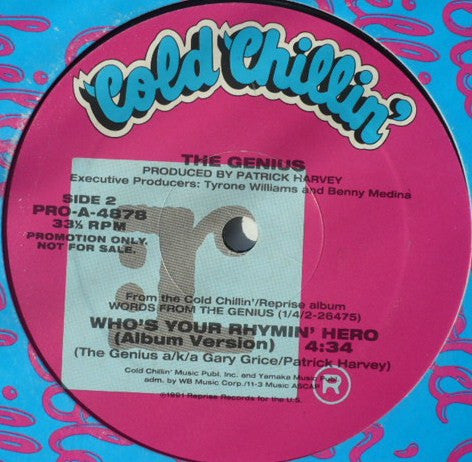 'Cold Chillin'
THE GENIUS
PRODUCED BY PATRICK HARVEY
Executive Producers: Tyrone Williams and Benny Medina
SIDE 2
PRO-A-4878
33⅓ RPM
PROMOTION ONLY.
NOT FOR SALE.
r
From the Cold Chillin'/Reprise album
WORDS FROM THE GENIUS (1/4/2-26475)
WHO'S YOUR RHYMIN' HERO
(Album Version) 4:34
(The Genius a/k/a Gary Grice/Patrick Harvey)
Cold Chillin' Music Publ. Inc. and Yamake Music Publ.
adm. by WB Music Corp./11-3 Music ASCAP
R
©1991 Reprise Records for the U.S.